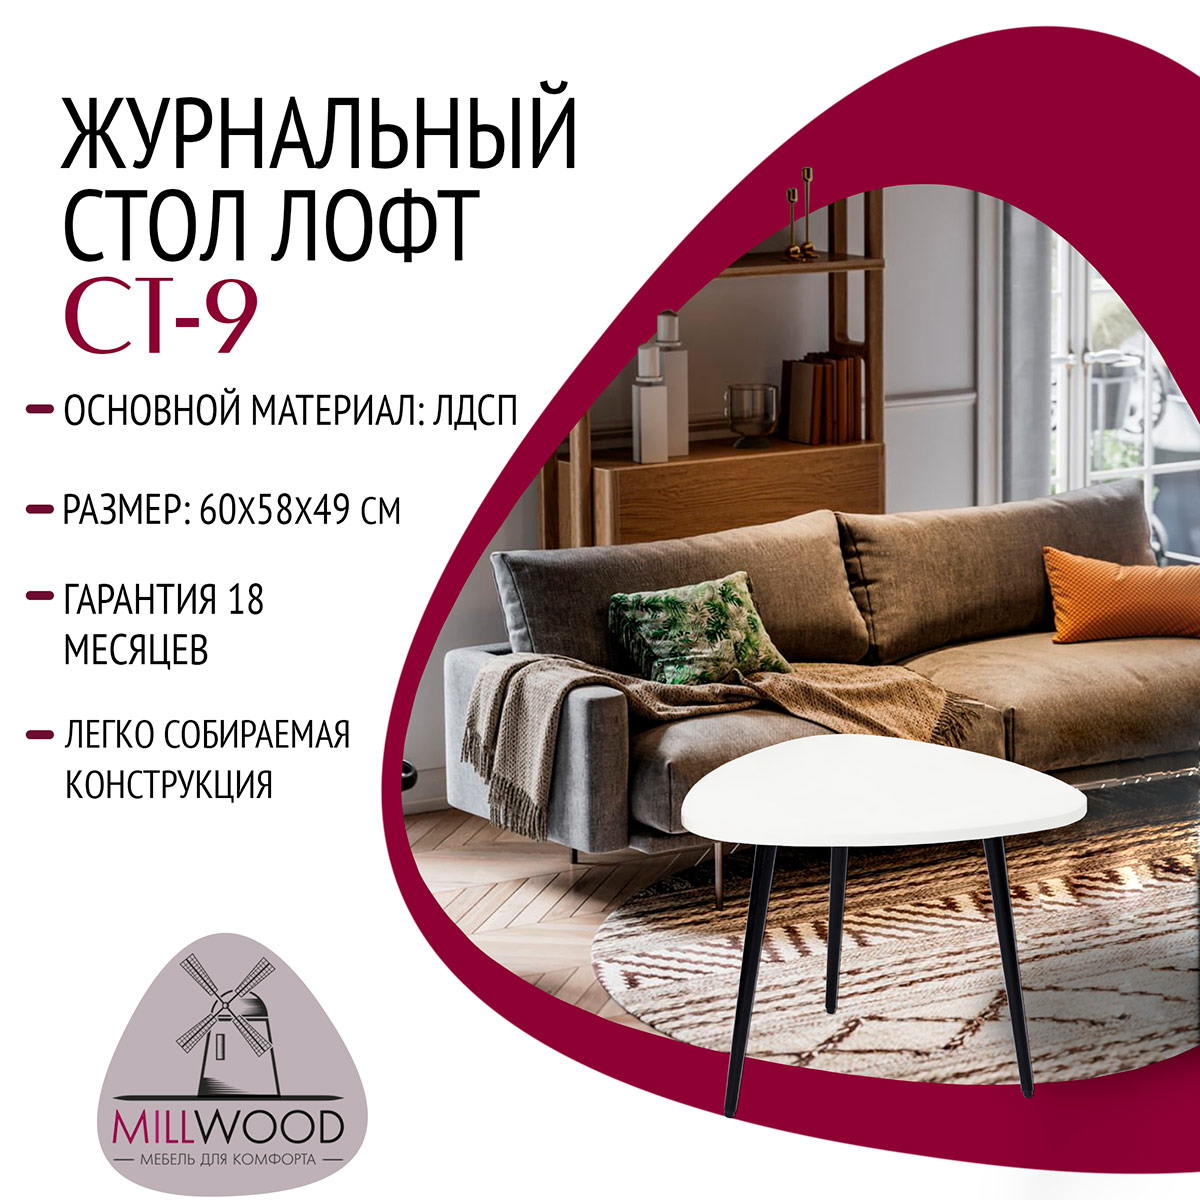 ЖУРНАЛЬНЫЙ
СТОЛ ЛОФТ
СТ-9
ОСНОВНОЙ МАТЕРИАЛ: ЛДСП
РАЗМЕР: 60х58х49 СМ
ГАРАНТИЯ 18
МЕСЯЦЕВ
ЛЕГКО СОБИРАЕМАЯ
КОНСТРУКЦИЯ
MILLWOOD
— МЕБЕЛЬ ДЛЯ КОМФОРТА —